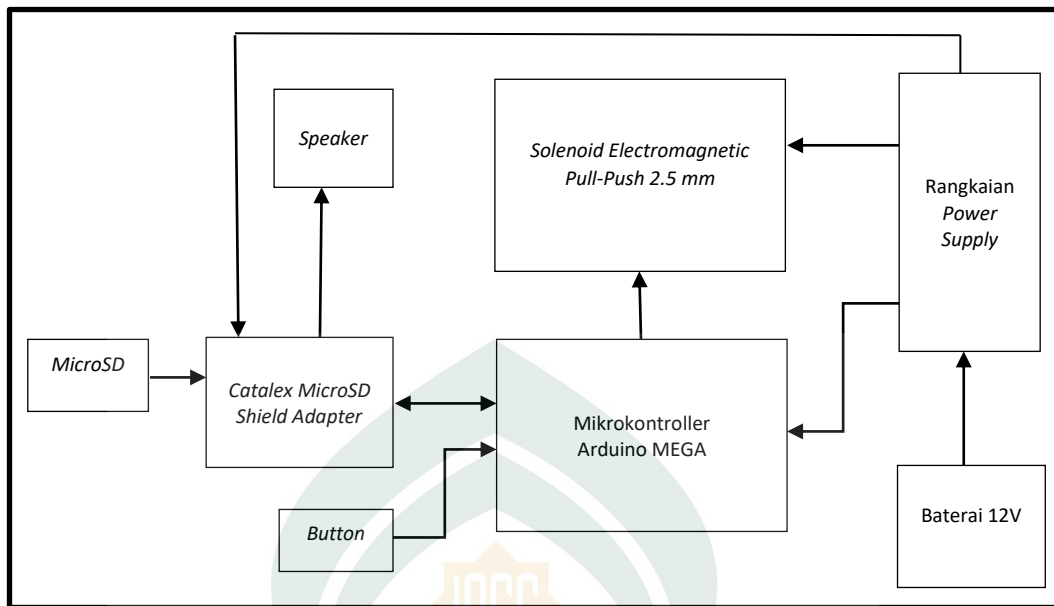 Speaker
Solenoid Electromagnetic
Pull-Push 2.5 mm
Rangkaian
Power
Supply
MicroSD
Catalex MicroSD
Shield Adapter
Mikrokontroller
Arduino MEGA
Button
Baterai 12V